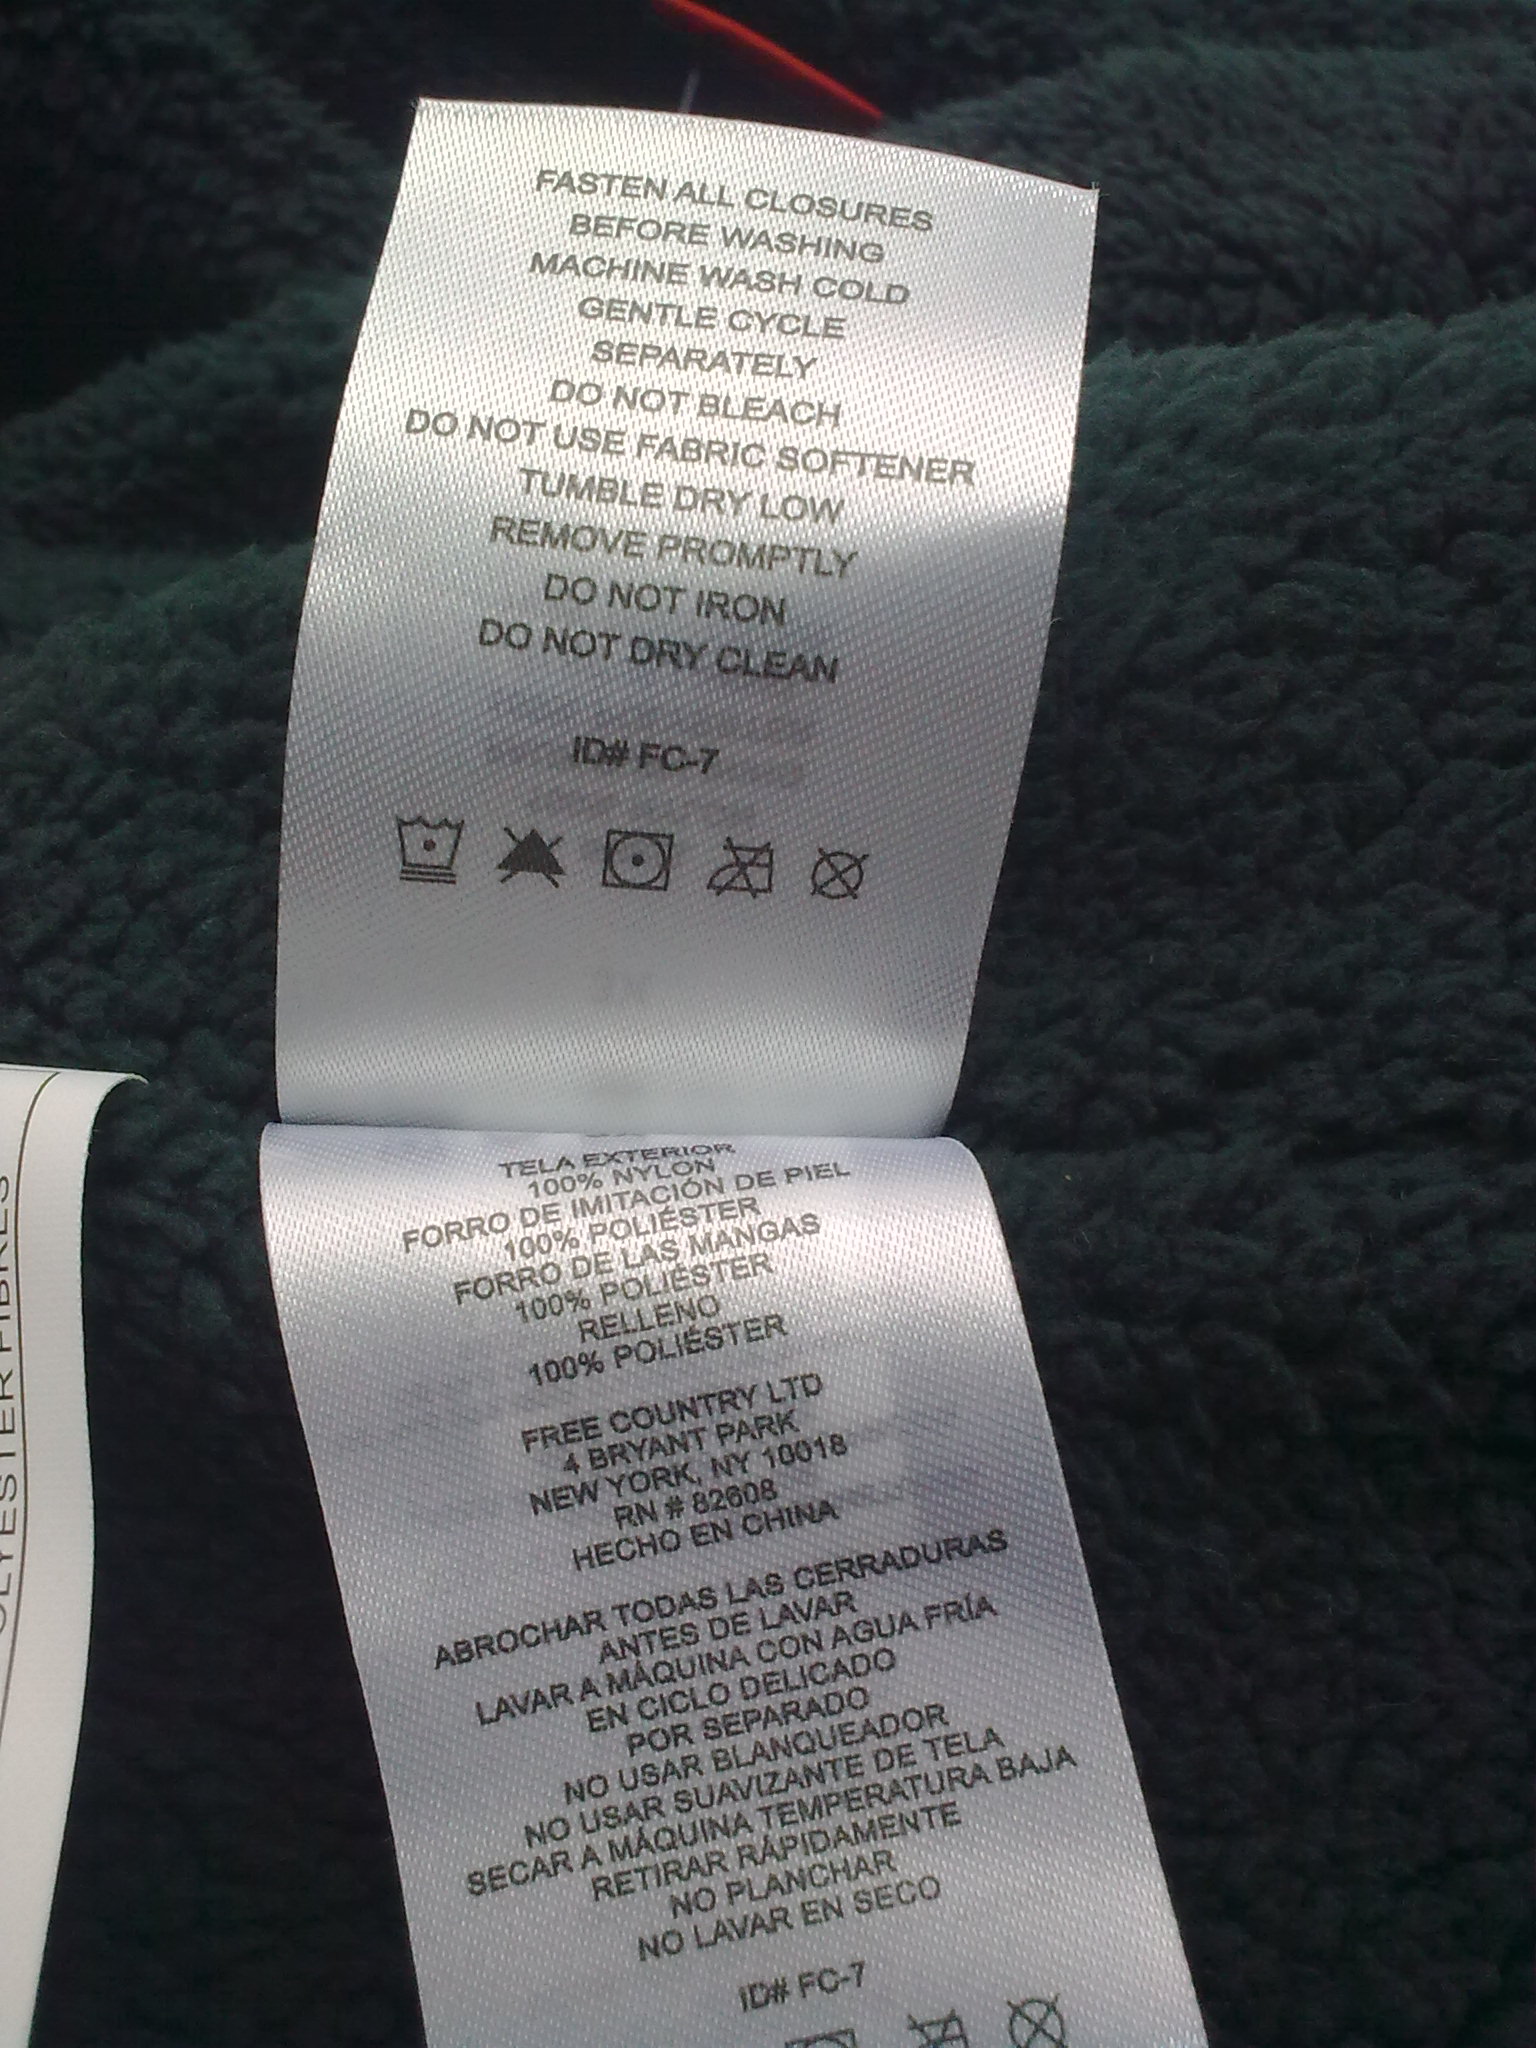 FASTEN ALL CLOSURES
BEFORE WASHING
MACHINE WASH COLD
GENTLE CYCLE
SEPARATELY
DO NOT BLEACH
DO NOT USE FABRIC SOFTENER
TUMBLE DRY LOW
REMOVE PROMPTLY
DO NOT IRON
DO NOT DRY CLEAN
ID# FC-7
TELA EXTERIOR
100% NYLON
FORRO DE IMITACIÓN DE PIEL
100% POLIÉSTER
FORRO DE LAS MANGAS
100% POLIÉSTER
RELLENO
100% POLIÉSTER
FREE COUNTRY LTD
4 BRYANT PARK
NEW YORK, NY 10018
RN # 82608
HECHO EN CHINA
ABROCHAR TODAS LAS CERRADURAS
ANTES DE LAVAR
LAVAR A MÁQUINA CON AGUA FRÍA
EN CICLO DELICADO
POR SEPARADO
NO USAR BLANQUEADOR
NO USAR SUAVIZANTE DE TELA
SECAR A MÁQUINA TEMPERATURA BAJA
RETIRAR RÁPIDAMENTE
NO PLANCHAR
NO LAVAR EN SECO
ID# FC-7
OLYESTER FIBRES